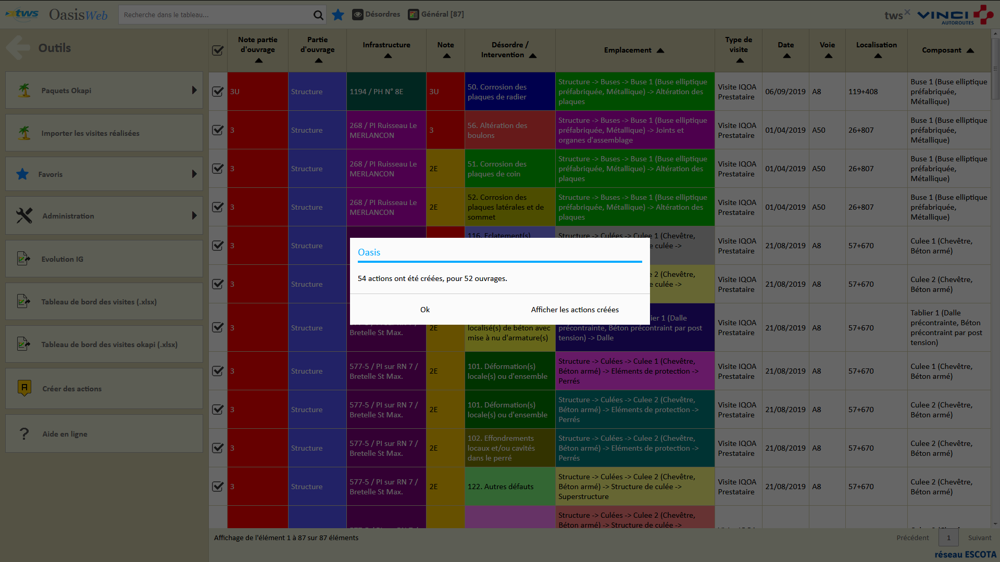 tws OasisWeb Recherche dans le tableau... Désordres Général [87] tws VINCI AUTOROUTES
Outils
Paquets Okapi
Importer les visites réalisées
Favoris
Administration
Evolution IG
Tableau de bord des visites (.xlsx)
Tableau de bord des visites okapi (.xlsx)
Créer des actions
Aide en ligne
Note partie d'ouvrage Partie d'ouvrage Infrastructure Note Désordre / Intervention Emplacement Type de visite Date Voie Localisation Composant
3U Structure 1194 / PH N° 8E 3U 50. Corrosion des plaques de radier Structure -> Buses -> Buse 1 (Buse elliptique préfabriquée, Métallique) -> Altération des plaques Visite IQOA Prestataire 06/09/2019 A8 119+408 Buse 1 (Buse elliptique préfabriquée, Métallique)
3 Structure 268 / PI Ruisseau Le MERLANCON 3 56. Altération des boulons Structure -> Buses -> Buse 1 (Buse elliptique préfabriquée, Métallique) -> Joints et organes d'assemblage Visite IQOA Prestataire 01/04/2019 A50 26+807 Buse 1 (Buse elliptique préfabriquée, Métallique)
3 Structure 268 / PI Ruisseau Le MERLANCON 2E 51. Corrosion des plaques de coin Structure -> Buses -> Buse 1 (Buse elliptique préfabriquée, Métallique) -> Altération des plaques Visite IQOA Prestataire 01/04/2019 A50 26+807 Buse 1 (Buse elliptique préfabriquée, Métallique)
3 Structure 268 / PI Ruisseau Le MERLANCON 2E 52. Corrosion des plaques latérales et de sommet Structure -> Buses -> Buse 1 (Buse elliptique préfabriquée, Métallique) -> Altération des plaques Visite IQOA Prestataire 01/04/2019 A50 26+807 Buse 1 (Buse elliptique préfabriquée, Métallique)
3 Structure 116. Eclatement(s) Structure -> Culées -> Culee 1 (Chevêtre, culée -> Visite IQOA Prestataire 21/08/2019 A8 57+670 Culee 1 (Chevêtre, Béton armé)
3 Structure 2 (Chevêtre, culée -> Visite IQOA Prestataire 21/08/2019 A8 57+670 Culee 2 (Chevêtre, Béton armé)
3 Structure Bretelle St Max. 2E localisé(s) de béton avec mise à nu d'armature(s) 1 (Dalle précontrainte, Béton précontraint par post tension) -> Dalle Visite IQOA Prestataire 21/08/2019 A8 57+670 Tablier 1 (Dalle précontrainte, Béton précontraint par post tension)
3 Structure 577-5 / PI sur RN 7 / Bretelle St Max. 2E 101. Déformation(s) locale(s) ou d'ensemble Structure -> Culées -> Culee 1 (Chevêtre, Béton armé) -> Eléments de protection -> Perrés Visite IQOA Prestataire 21/08/2019 A8 57+670 Culee 1 (Chevêtre, Béton armé)
3 Structure 577-5 / PI sur RN 7 / Bretelle St Max. 2E 101. Déformation(s) locale(s) ou d'ensemble Structure -> Culées -> Culee 2 (Chevêtre, Béton armé) -> Eléments de protection -> Perrés Visite IQOA Prestataire 21/08/2019 A8 57+670 Culee 2 (Chevêtre, Béton armé)
3 Structure 577-5 / PI sur RN 7 / Bretelle St Max. 2E 102. Effondrements locaux et/ou cavités dans le perré Structure -> Culées -> Culee 2 (Chevêtre, Béton armé) -> Eléments de protection -> Perrés Visite IQOA Prestataire 21/08/2019 A8 57+670 Culee 2 (Chevêtre, Béton armé)
3 Structure 577-5 / PI sur RN 7 / Bretelle St Max. 2E 122. Autres défauts Structure -> Culées -> Culee 2 (Chevêtre, Béton armé) -> Structure de culée -> Superstructure Visite IQOA Prestataire 21/08/2019 A8 57+670 Culee 2 (Chevêtre, Béton armé)
Structure -> Culées -> Culee 2 (Chevêtre, Béton armé) -> Structure de culée ->
Oasis
54 actions ont été créées, pour 52 ouvrages.
Ok Afficher les actions créées
Affichage de l'élément 1 à 87 sur 87 éléments Précédent 1 Suivant
réseau ESCOTA